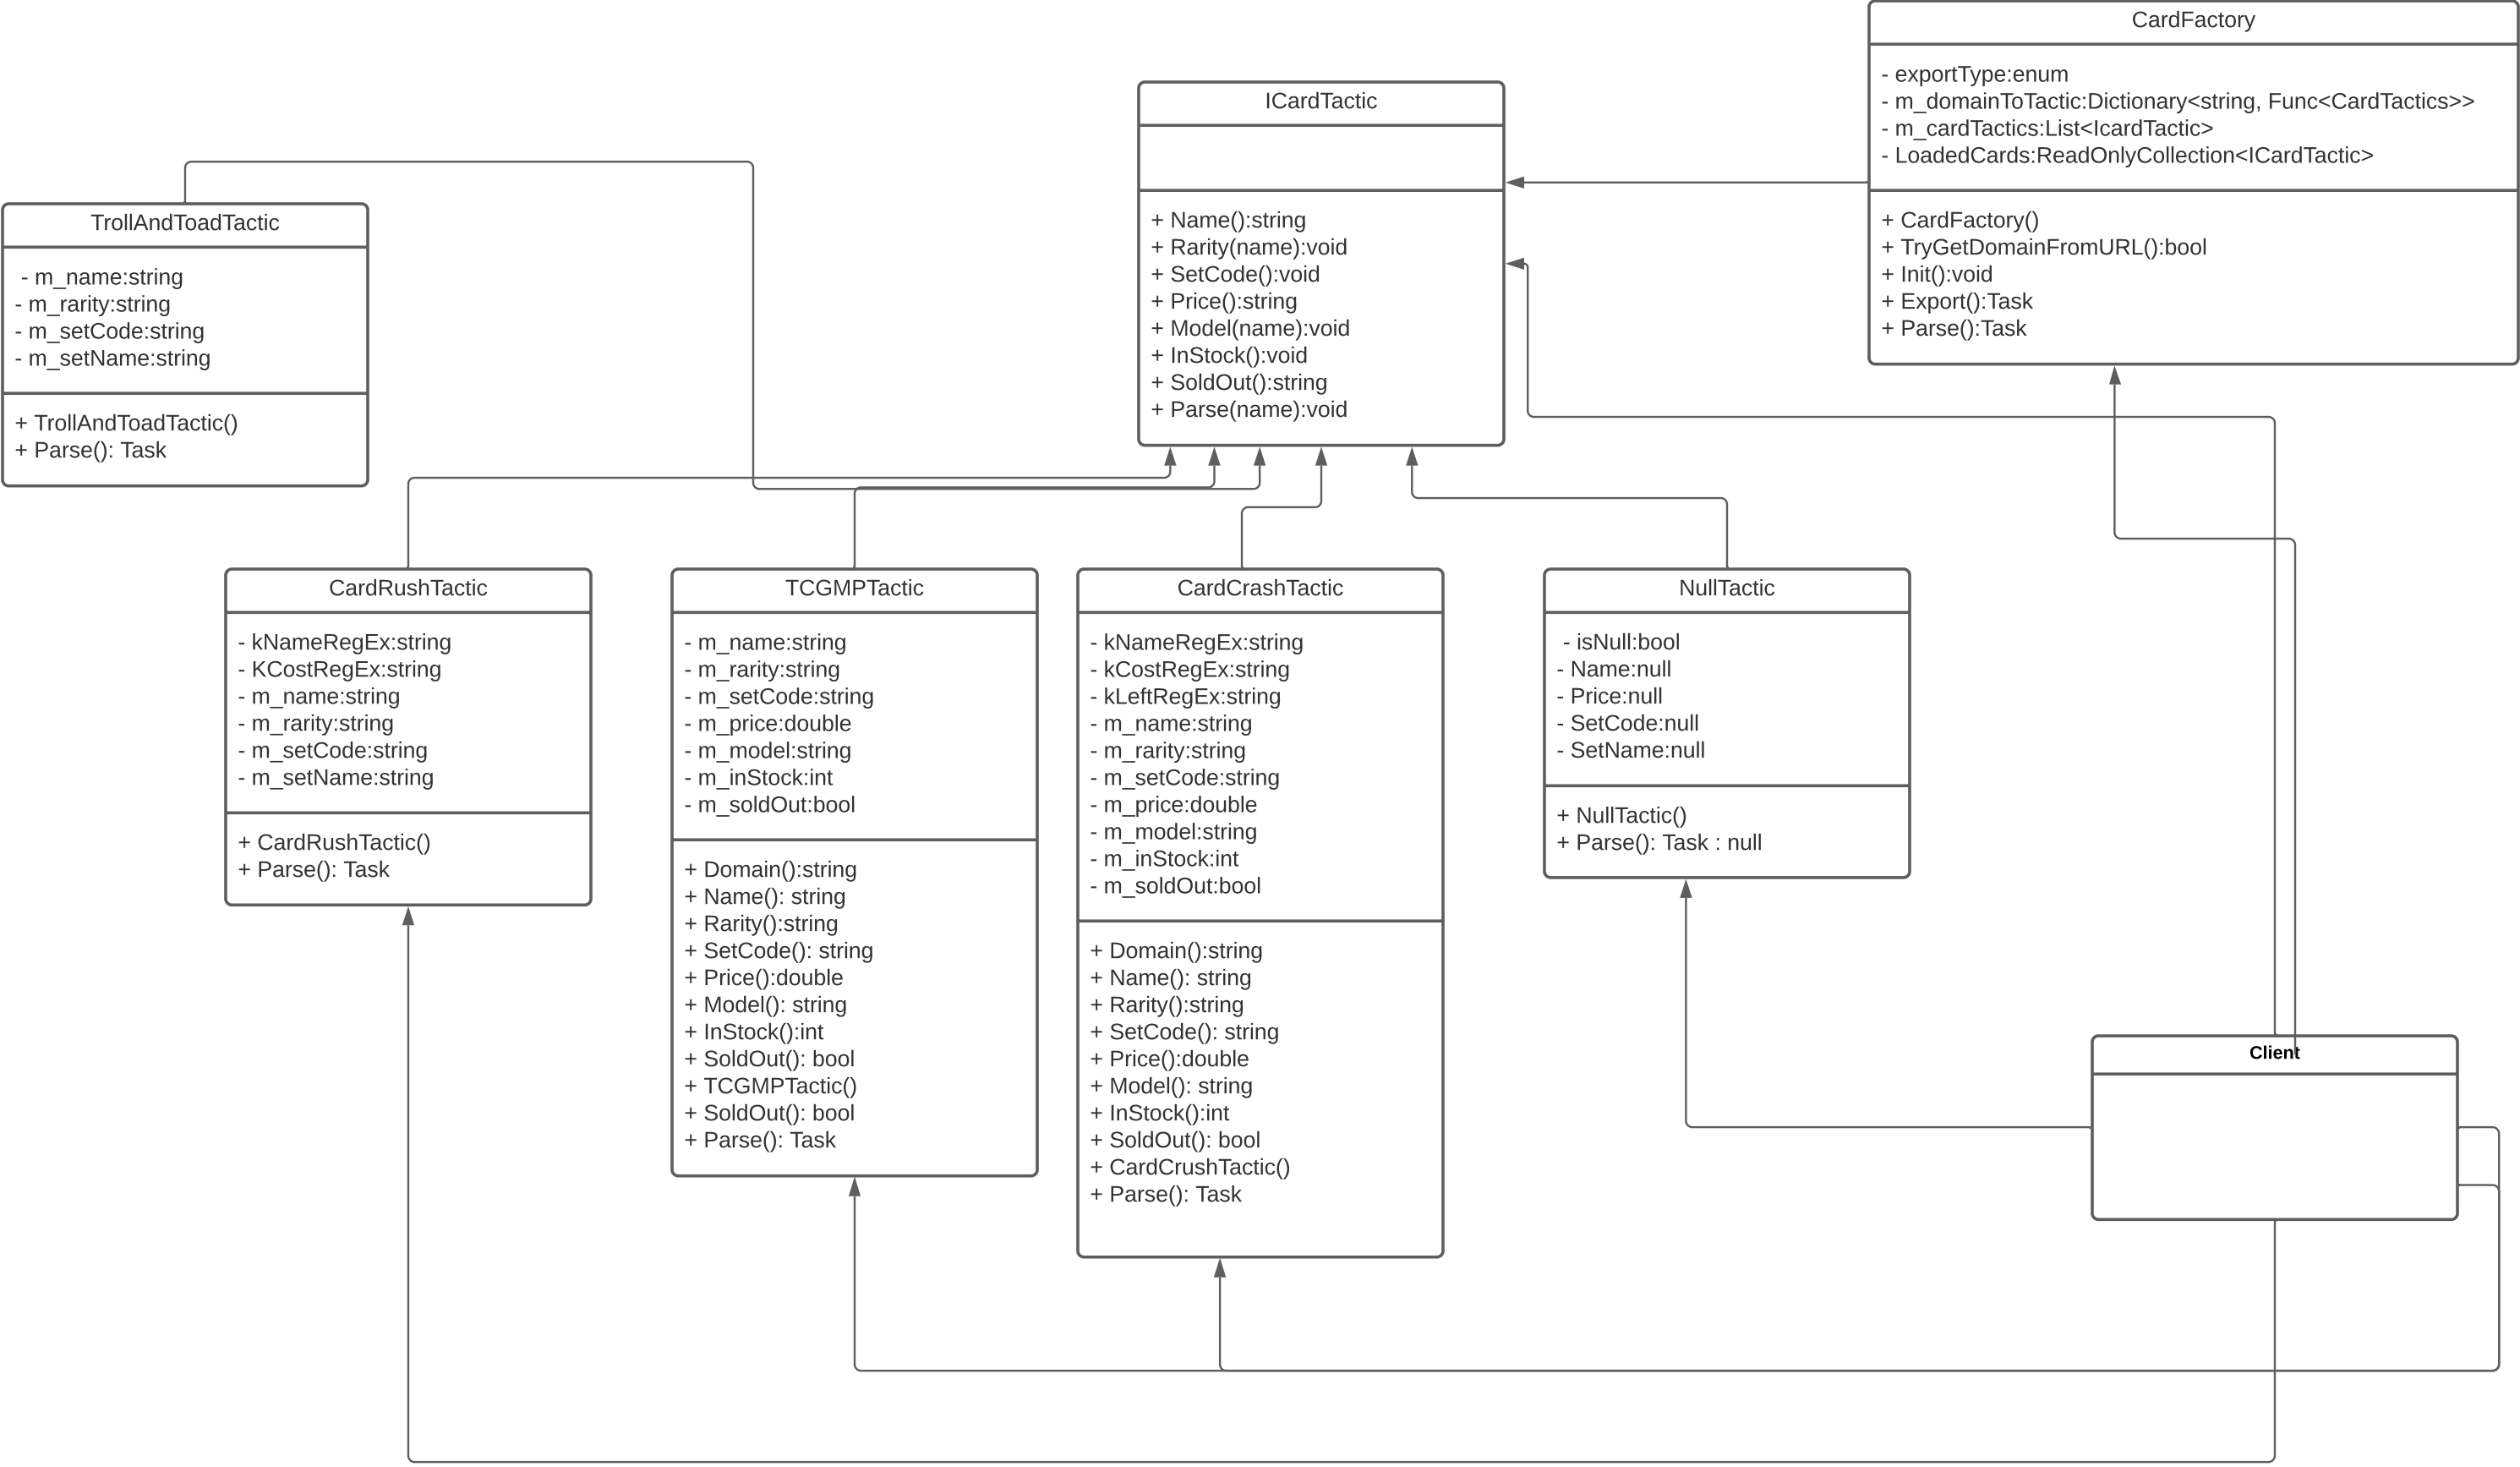 CardFactory
- exportType:enum
- m_domainToTactic:Dictionary<string, Func<CardTactics>>
- m_cardTactics:List<IcardTactic>
- LoadedCards:ReadOnlyCollection<ICardTactic>
+ CardFactory()
+ TryGetDomainFromURL():bool
+ Init():void
+ Export():Task
+ Parse():Task
ICardTactic
+ Name():string
+ Rarity(name):void
+ SetCode():void
+ Price():string
+ Model(name):void
+ InStock():void
+ SoldOut():string
+ Parse(name):void
TrollAndToadTactic
- m_name:string
- m_rarity:string
- m_setCode:string
- m_setName:string
+ TrollAndToadTactic()
+ Parse(): Task
CardRushTactic
- kNameRegEx:string
- KCostRegEx:string
- m_name:string
- m_rarity:string
- m_setCode:string
- m_setName:string
+ CardRushTactic()
+ Parse(): Task
TCGMPTactic
- m_name:string
- m_rarity:string
- m_setCode:string
- m_price:double
- m_model:string
- m_inStock:int
- m_soldOut:bool
+ Domain():string
+ Name(): string
+ Rarity():string
+ SetCode(): string
+ Price():double
+ Model(): string
+ InStock():int
+ SoldOut(): bool
+ TCGMPTactic()
+ SoldOut(): bool
+ Parse(): Task
CardCrashTactic
- kNameRegEx:string
- kCostRegEx:string
- kLeftRegEx:string
- m_name:string
- m_rarity:string
- m_setCode:string
- m_price:double
- m_model:string
- m_inStock:int
- m_soldOut:bool
+ Domain():string
+ Name(): string
+ Rarity():string
+ SetCode(): string
+ Price():double
+ Model(): string
+ InStock():int
+ SoldOut(): bool
+ CardCrushTactic()
+ Parse(): Task
NullTactic
- isNull:bool
- Name:null
- Price:null
- SetCode:null
- SetName:null
+ NullTactic()
+ Parse(): Task : null
Client